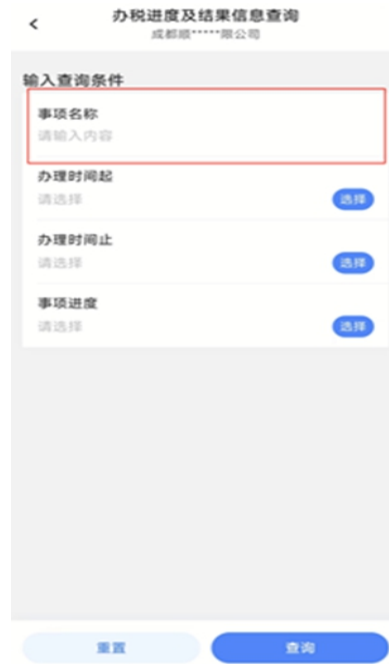 办税进度及结果信息查询
成都顺*****限公司
输入查询条件
事项名称
请输入内容
办理时间起
请选择
选择
办理时间止
请选择
选择
事项进度
请选择
选择
重置
查询